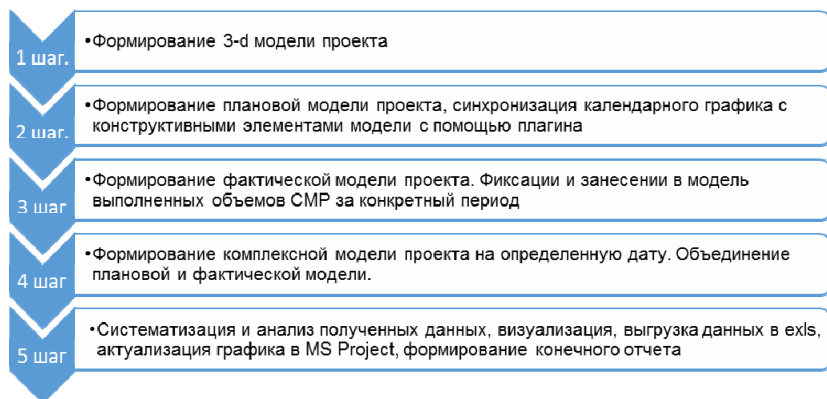 1 шаг.
•Формирование 3-d модели проекта
2 шаг.
•Формирование плановой модели проекта, синхронизация календарного графика с
конструктивными элементами модели с помощью плагина
3 шаг
•Формирование фактической модели проекта. Фиксации и занесении в модель
выполненных объемов СМР за конкретный период
4 шаг
•Формирование комплексной модели проекта на определенную дату. Объединение
плановой и фактической модели.
5 шаг
•Систематизация и анализ полученных данных, визуализация, выгрузка данных в exls,
актуализация графика в MS Project, формирование конечного отчета